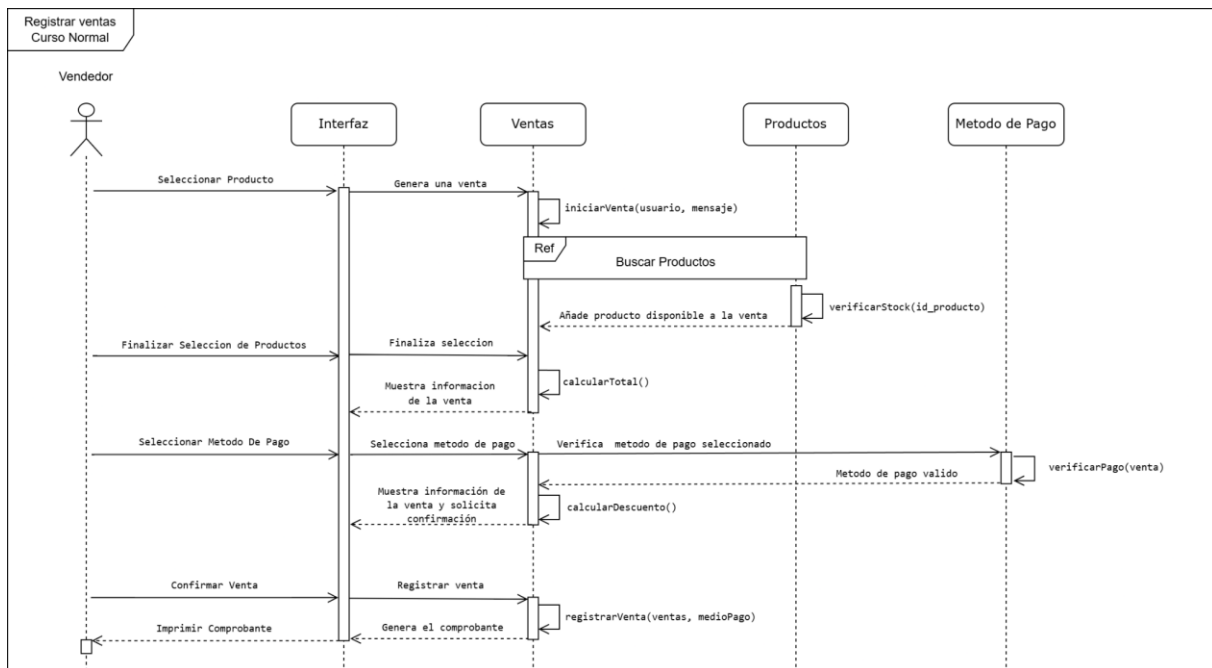 Registrar ventas
Curso Normal
Vendedor
Interfaz
Ventas
Productos
Metodo de Pago
Seleccionar Producto
Genera una venta
iniciarVenta(usuario, mensaje)
Ref
Buscar Productos
verificarStock(id_producto)
Añade producto disponible a la venta
Finalizar Seleccion de Productos
Finaliza seleccion
calcularTotal()
Muestra informacion
de la venta
Seleccionar Metodo De Pago
Selecciona metodo de pago
Verifica metodo de pago seleccionado
verificarPago(venta)
Metodo de pago valido
Muestra información de
la venta y solicita
confirmación
calcularDescuento()
Confirmar Venta
Registrar venta
registrarVenta(ventas, medioPago)
Genera el comprobante
Imprimir Comprobante